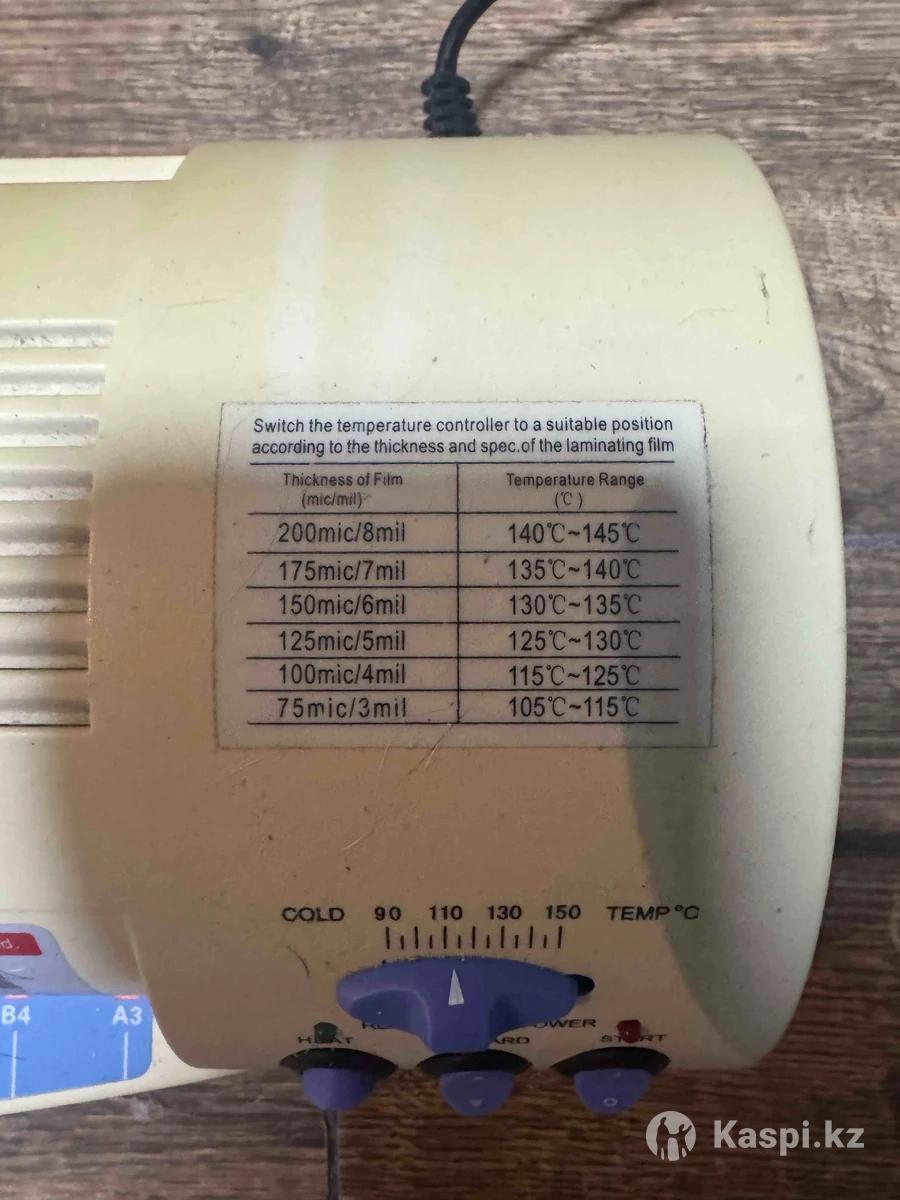 Switch the temperature controller to a suitable position
according to the thickness and spec.of the laminating film
Thickness of Film Temperature Range
(mic/mil) (℃)
200mic/8mil 140℃~145℃
175mic/7mil 135℃~140℃
150mic/6mil 130℃~135℃
125mic/5mil 125℃~130℃
100mic/4mil 115℃~125℃
75mic/3mil 105℃~115℃
COLD 90 110 130 150 TEMP°C
B4 A3
HEAT START
Kaspi.kz